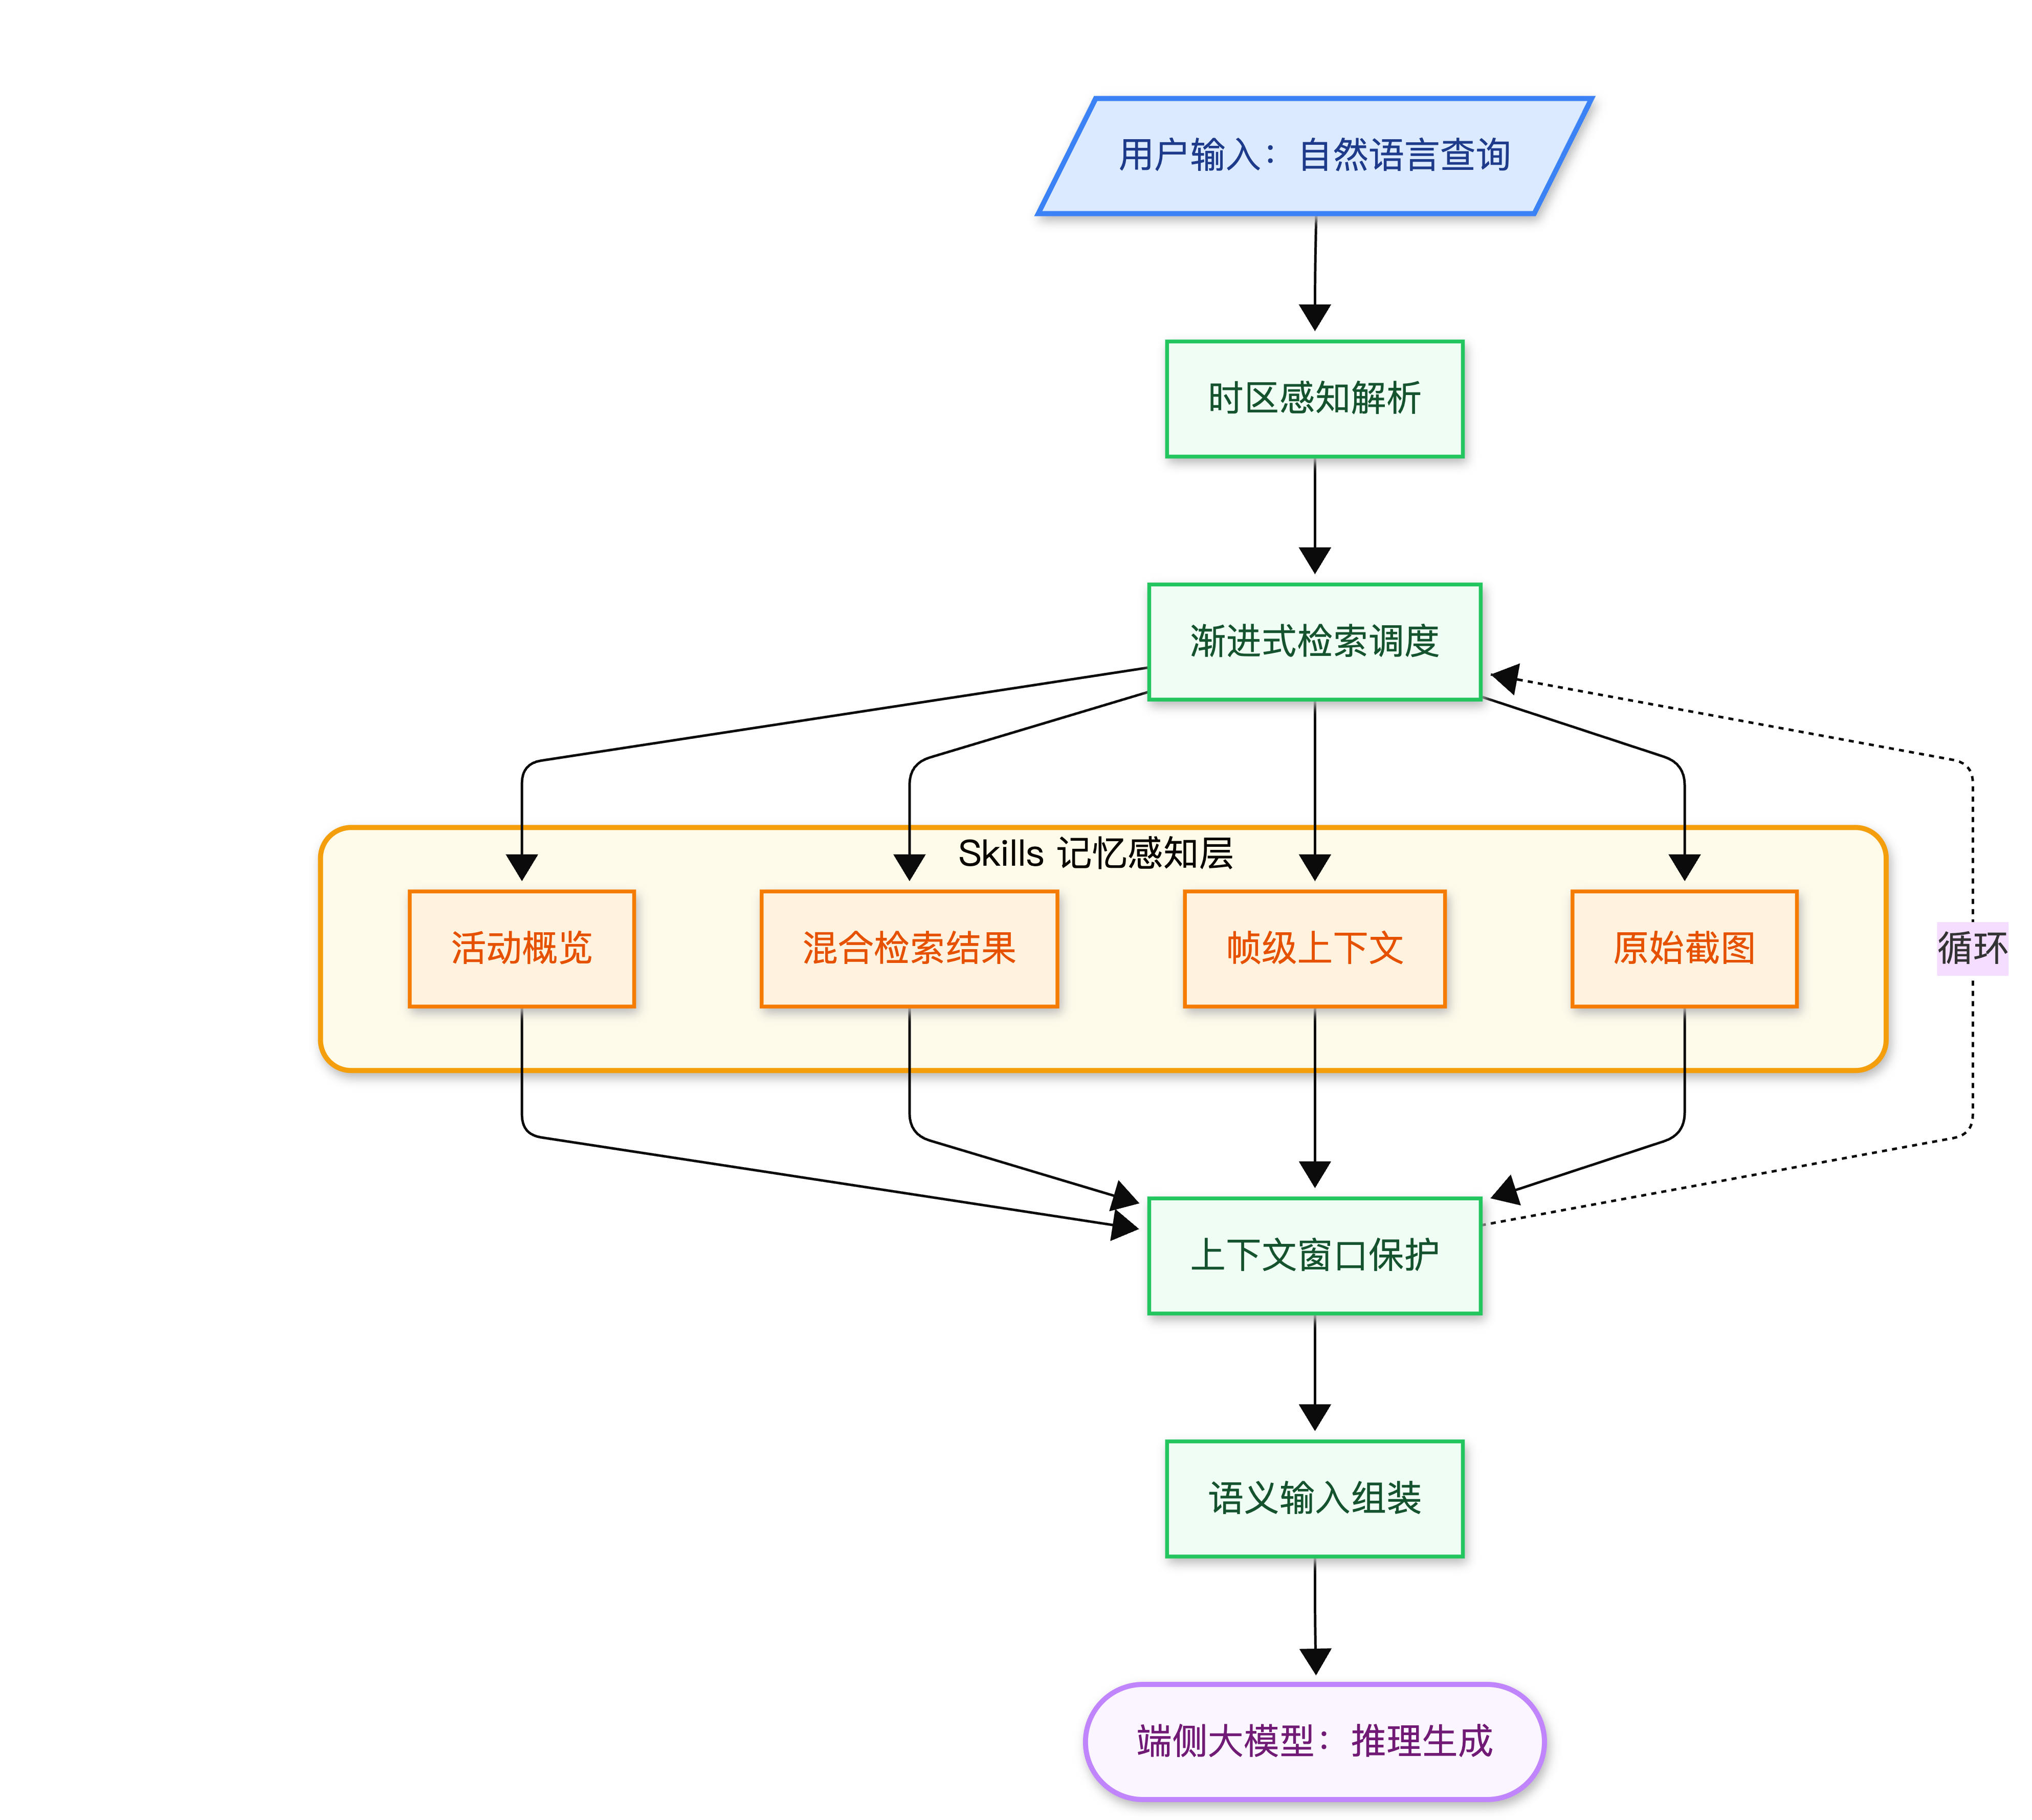 用户输入：自然语言查询
时区感知解析
渐进式检索调度
Skills 记忆感知层
活动概览
混合检索结果
帧级上下文
原始截图
循环
上下文窗口保护
语义输入组装
端侧大模型：推理生成